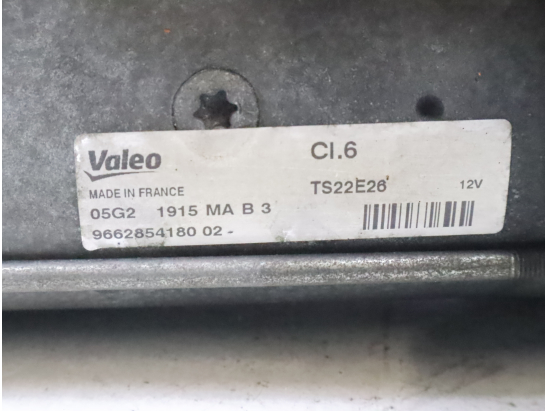 Valeo CI.6
MADE IN FRANCE TS22E26 12V
05G2 1915 MA B 3
9662854180 02 -